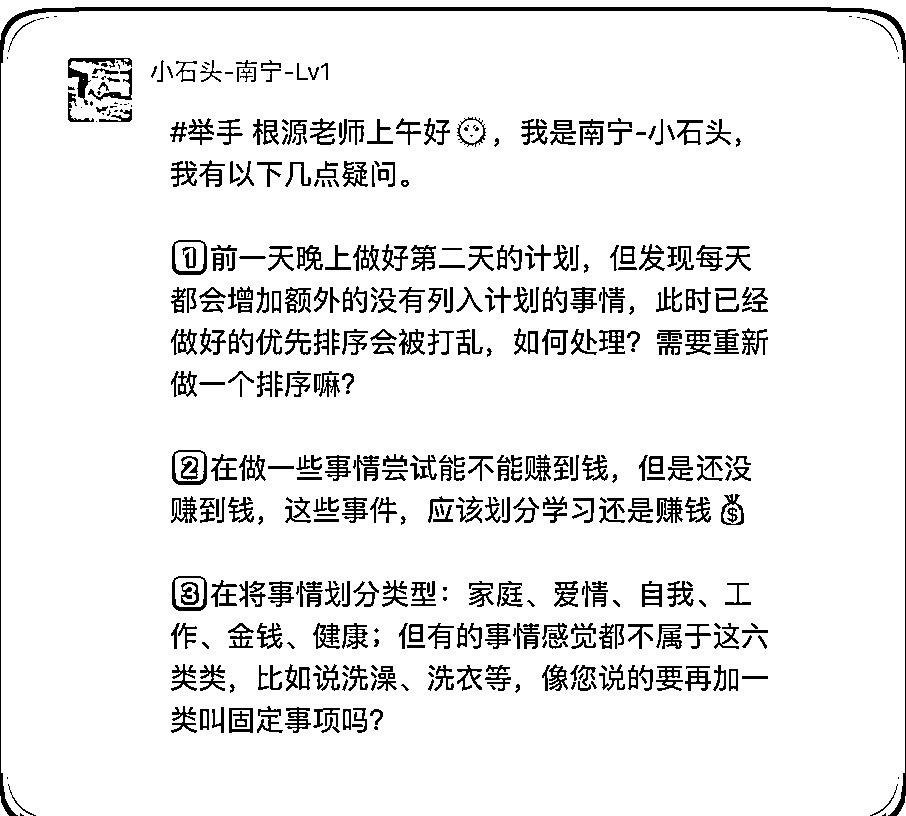 小石头-南宁-Lv1
#举手 根源老师上午好🌞，我是南宁-小石头，
我有以下几点疑问。
1️⃣前一天晚上做好第二天的计划，但发现每天
都会增加额外的没有列入计划的事情，此时已经
做好的优先排序会被打乱，如何处理？需要重新
做一个排序嘛？
2️⃣在做一些事情尝试能不能赚到钱，但是还没
赚到钱，这些事件，应该划分学习还是赚钱💰
3️⃣在将事情划分类型：家庭、爱情、自我、工
作、金钱、健康；但有的事情感觉都不属于这六
类类，比如说洗澡、洗衣等，像您说的要再加一
类叫固定事项吗？